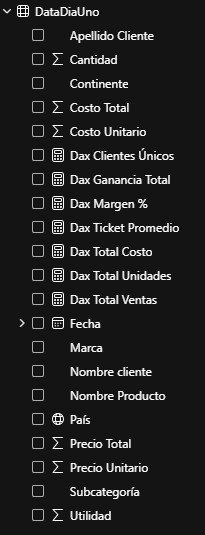 DataDiaUno
Apellido Cliente
Cantidad
Continente
Costo Total
Costo Unitario
Dax Clientes Únicos
Dax Ganancia Total
Dax Margen %
Dax Ticket Promedio
Dax Total Costo
Dax Total Unidades
Dax Total Ventas
Fecha
Marca
Nombre cliente
Nombre Producto
País
Precio Total
Precio Unitario
Subcategoría
Utilidad